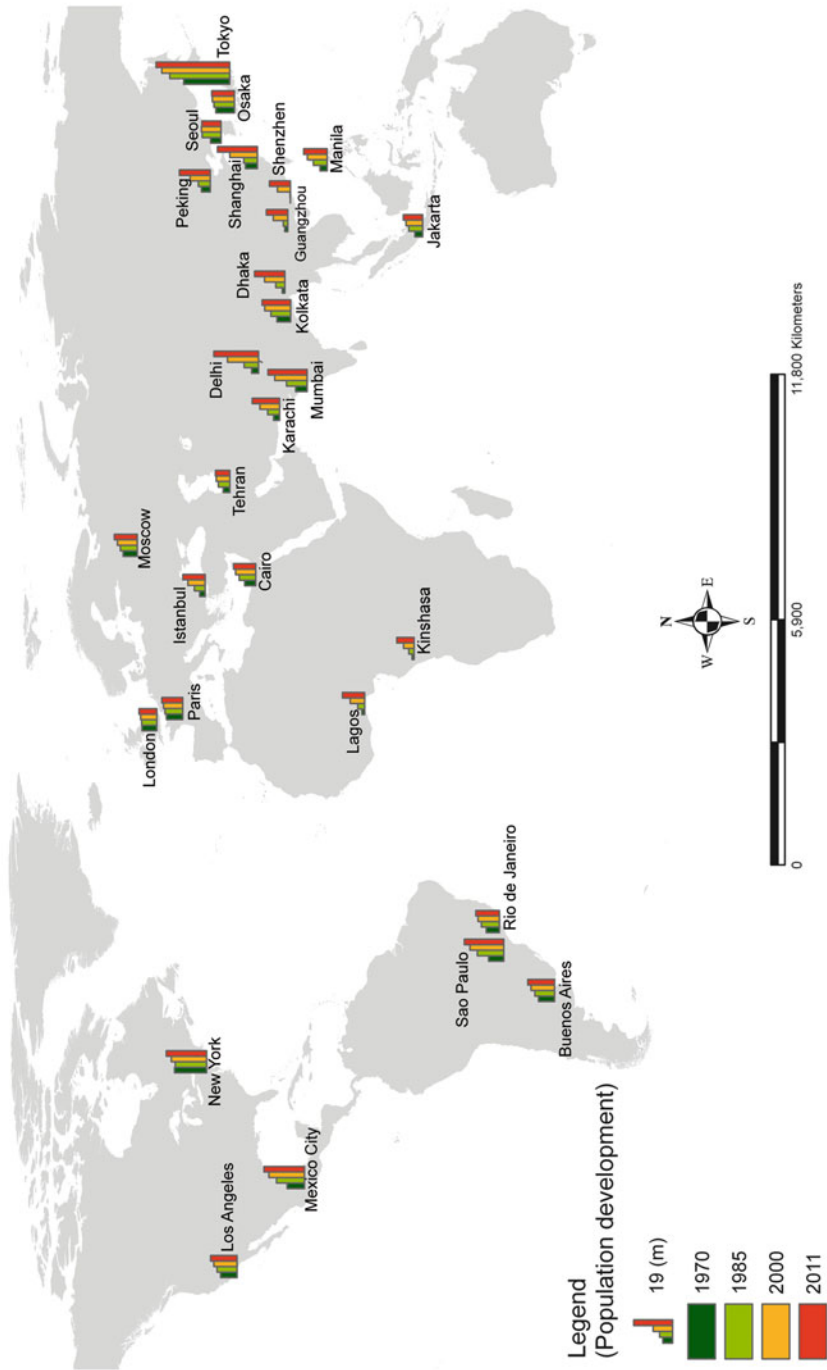 Tokyo
Osaka
Seoul
Shanghai
Peking
Shenzhen
Guangzhou
Manila
Jakarta
Dhaka
Kolkata
Delhi
Mumbai
Karachi
Tehran
Moscow
Istanbul
Cairo
Kinshasa
Lagos
London
Paris
Rio de Janeiro
Sao Paulo
Buenos Aires
New York
Mexico City
Los Angeles
N
W
E
S
0
5,900
11,800 Kilometers
Legend
(Population development)
19 (m)
1970
1985
2000
2011